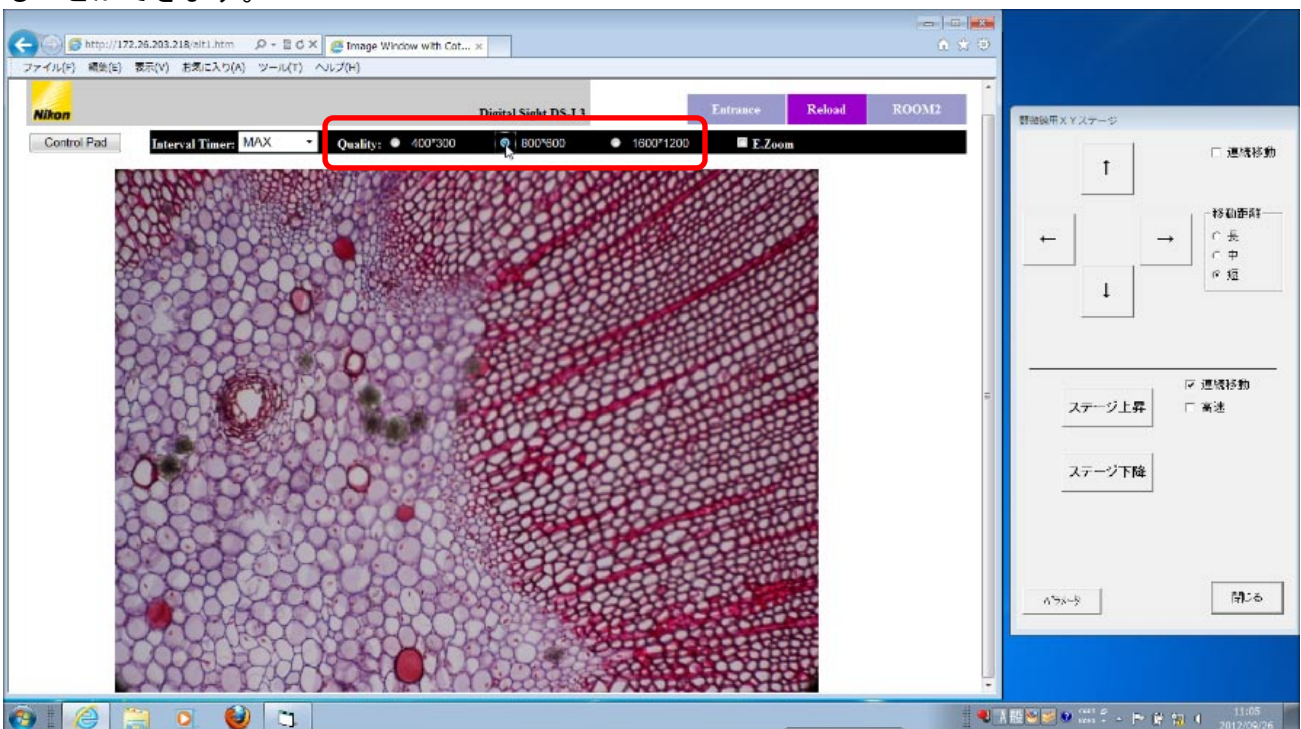 http://172.26.203.218/alt1.htm
Image Window with Cot...
ファイル(F) 編集(E) 表示(V) お気に入り(A) ツール(T) ヘルプ(H)
Nikon
Digital Sight DS-L3
Entrance Reload ROOM2
Control Pad Interval Timer: MAX Quality: 400*300 800*600 1600*1200 E.Zoom
顕微鏡用XYステージ
↑
連続移動
← →
移動距離
長
中
短
↓
ステージ上昇
連続移動
高速
ステージ下降
パラメータ
閉じる
11:05
2012/09/26